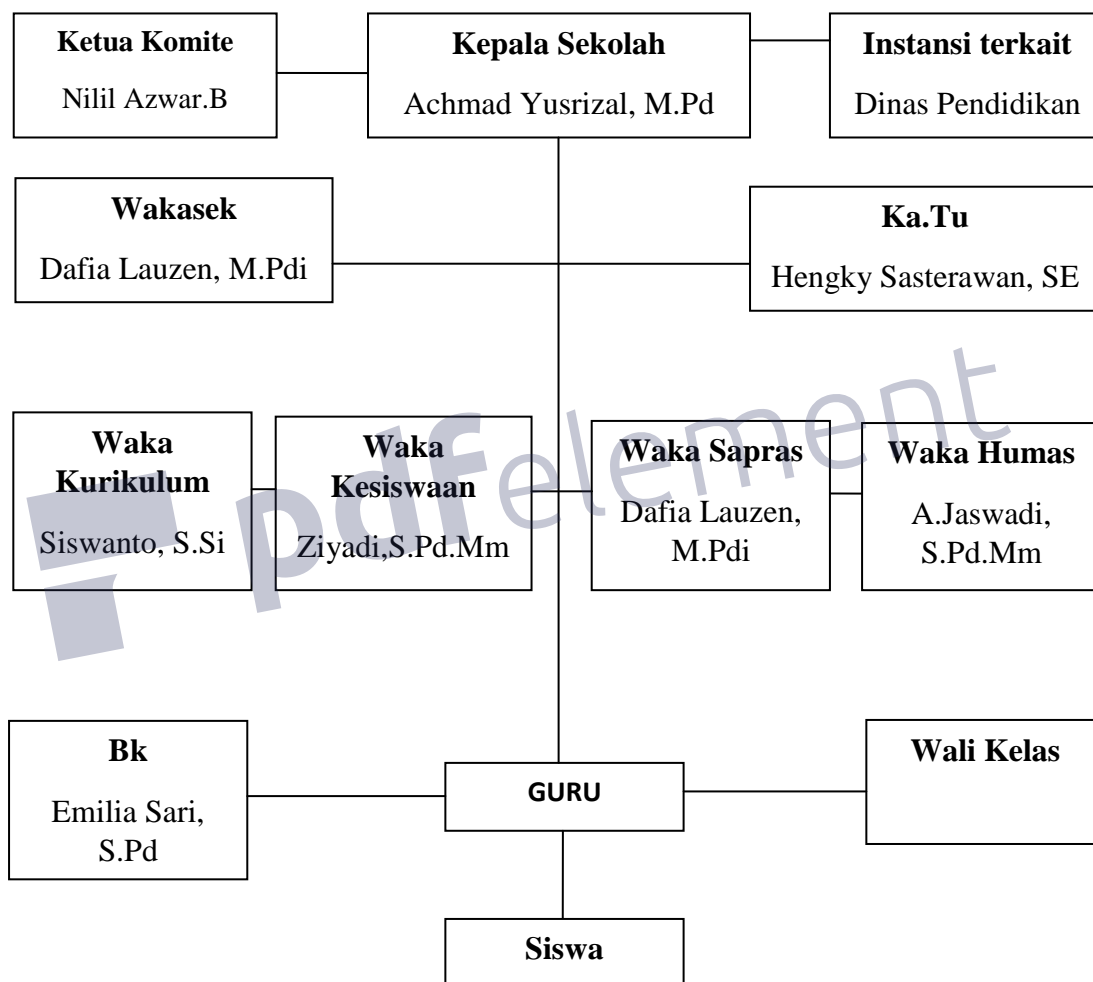 Ketua Komite
Nilil Azwar.B
Kepala Sekolah
Achmad Yusrizal, M.Pd
Instansi terkait
Dinas Pendidikan
Wakasek
Dafia Lauzen, M.Pdi
Ka.Tu
Hengky Sasterawan, SE
Waka
Kurikulum
Siswanto, S.Si
Waka
Kesiswaan
Ziyadi,S.Pd.Mm
Waka Sapras
Dafia Lauzen,
M.Pdi
Waka Humas
A.Jaswadi,
S.Pd.Mm
pdfelement
Bk
Emilia Sari,
S.Pd
GURU
Wali Kelas
Siswa